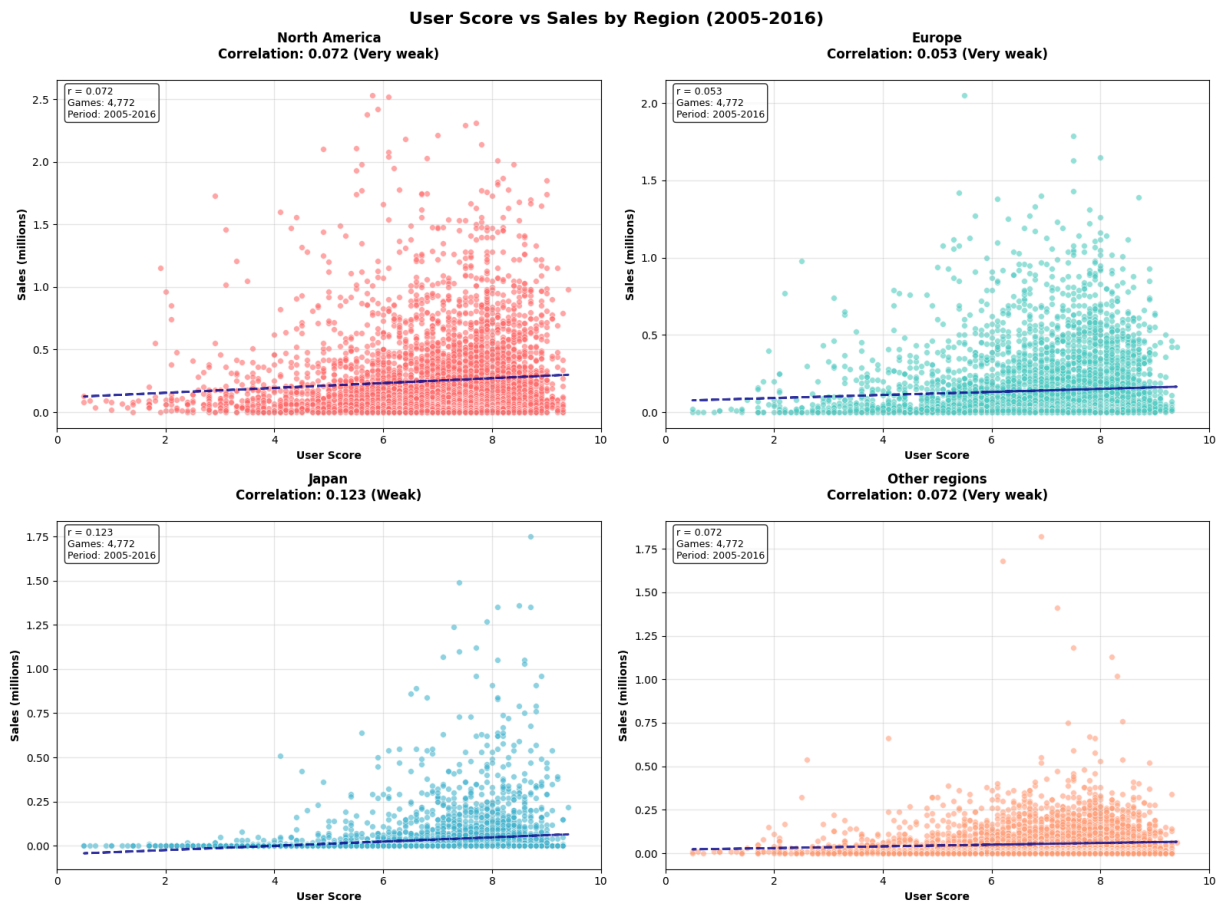 User Score vs Sales by Region (2005-2016)
North America
Correlation: 0.072 (Very weak)
r = 0.072
Games: 4,772
Period: 2005-2016
2.5
2.0
1.5
1.0
0.5
0.0
Sales (millions)
0 2 4 6 8 10
User Score
Europe
Correlation: 0.053 (Very weak)
r = 0.053
Games: 4,772
Period: 2005-2016
2.0
1.5
1.0
0.5
0.0
Sales (millions)
0 2 4 6 8 10
User Score
Japan
Correlation: 0.123 (Weak)
r = 0.123
Games: 4,772
Period: 2005-2016
1.75
1.50
1.25
1.00
0.75
0.50
0.25
0.00
Sales (millions)
0 2 4 6 8 10
User Score
Other regions
Correlation: 0.072 (Very weak)
r = 0.072
Games: 4,772
Period: 2005-2016
1.75
1.50
1.25
1.00
0.75
0.50
0.25
0.00
Sales (millions)
0 2 4 6 8 10
User Score